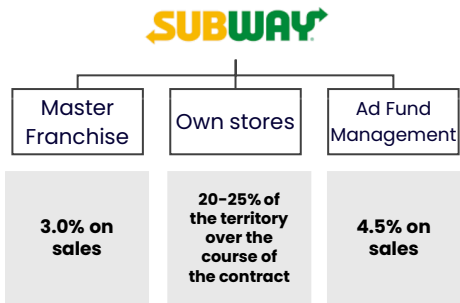 SUBWAY
Master
Franchise
Own stores
Ad Fund
Management
3.0% on
sales
20-25% of
the territory
over the
course of
the contract
4.5% on
sales